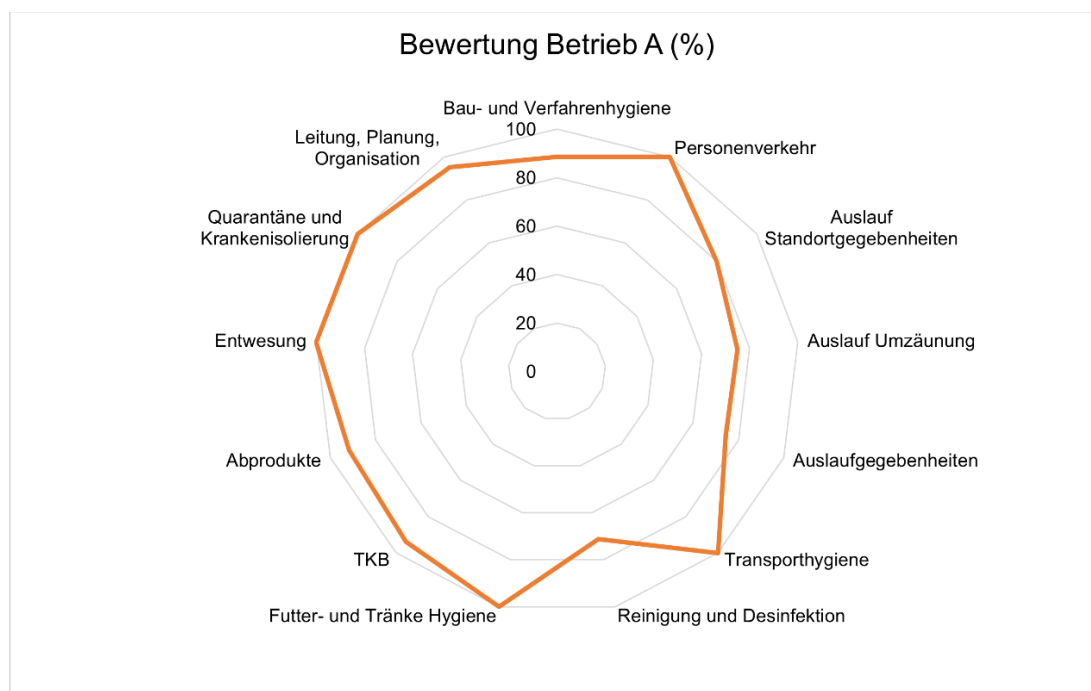 Bewertung Betrieb A (%)
Bau- und Verfahrenhygiene
Personenverkehr
Auslauf
Standortgegebenheiten
Auslauf Umzäunung
Auslaufgegebenheiten
Transporthygiene
Reinigung und Desinfektion
Futter- und Tränke Hygiene
TKB
Abprodukte
Entwesung
Quarantäne und
Krankenisolierung
Leitung, Planung,
Organisation
100
80
60
40
20
0